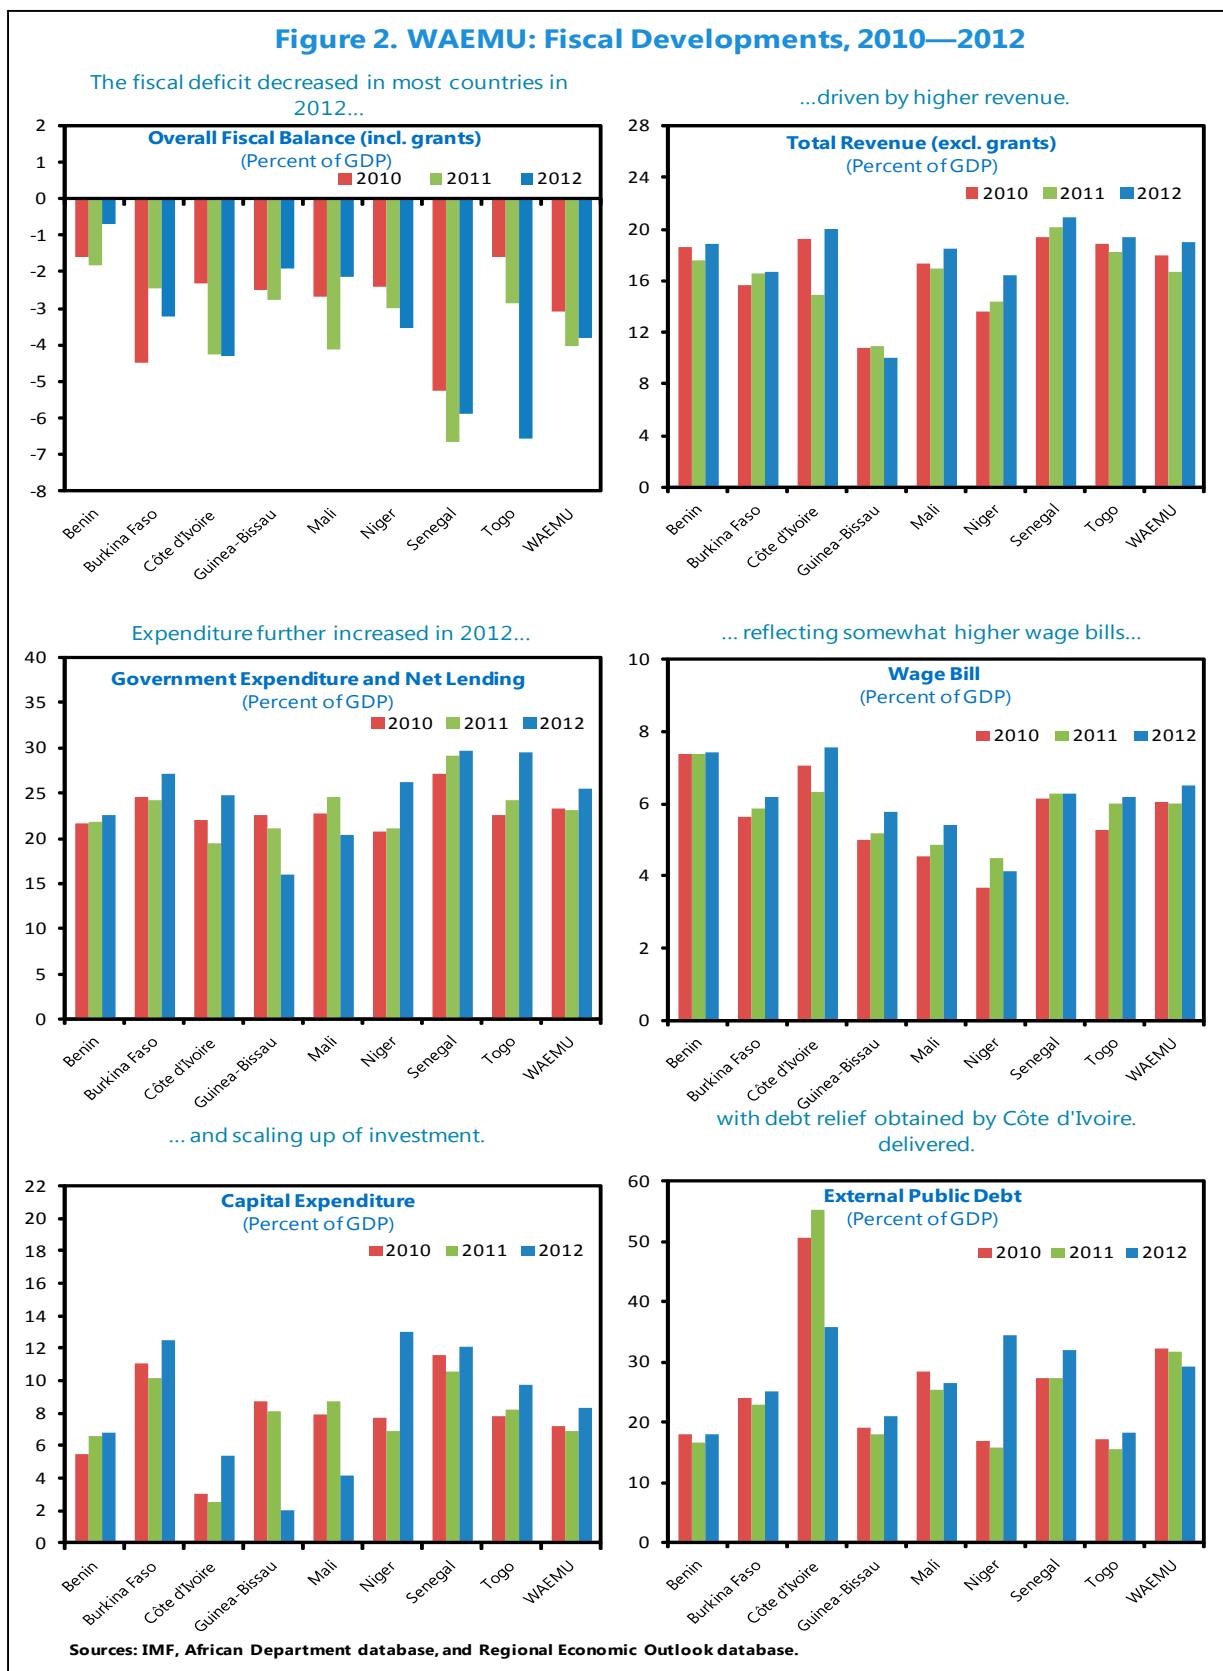 Figure 2. WAEMU: Fiscal Developments, 2010—2012
The fiscal deficit decreased in most countries in
2012...
Overall Fiscal Balance (incl. grants)
(Percent of GDP)
2010 2011 2012
2
1
0
-1
-2
-3
-4
-5
-6
-7
-8
Benin
Burkina Faso
Côte d'Ivoire
Guinea-Bissau
Mali
Niger
Senegal
Togo
WAEMU
...driven by higher revenue.
Total Revenue (excl. grants)
(Percent of GDP)
2010 2011 2012
28
24
20
16
12
8
4
0
Benin
Burkina Faso
Côte d'Ivoire
Guinea-Bissau
Mali
Niger
Senegal
Togo
WAEMU
Expenditure further increased in 2012...
Government Expenditure and Net Lending
(Percent of GDP)
2010 2011 2012
40
35
30
25
20
15
10
5
0
Benin
Burkina Faso
Côte d'Ivoire
Guinea-Bissau
Mali
Niger
Senegal
Togo
WAEMU
... reflecting somewhat higher wage bills...
Wage Bill
(Percent of GDP)
2010 2011 2012
10
8
6
4
2
0
Benin
Burkina Faso
Côte d'Ivoire
Guinea-Bissau
Mali
Niger
Senegal
Togo
WAEMU
... and scaling up of investment.
Capital Expenditure
(Percent of GDP)
2010 2011 2012
22
20
18
16
14
12
10
8
6
4
2
0
Benin
Burkina Faso
Côte d'Ivoire
Guinea-Bissau
Mali
Niger
Senegal
Togo
WAEMU
with debt relief obtained by Côte d'Ivoire.
delivered.
External Public Debt
(Percent of GDP)
2010 2011 2012
60
50
40
30
20
10
0
Benin
Burkina Faso
Côte d'Ivoire
Guinea-Bissau
Mali
Niger
Senegal
Togo
WAEMU
Sources: IMF, African Department database, and Regional Economic Outlook database.